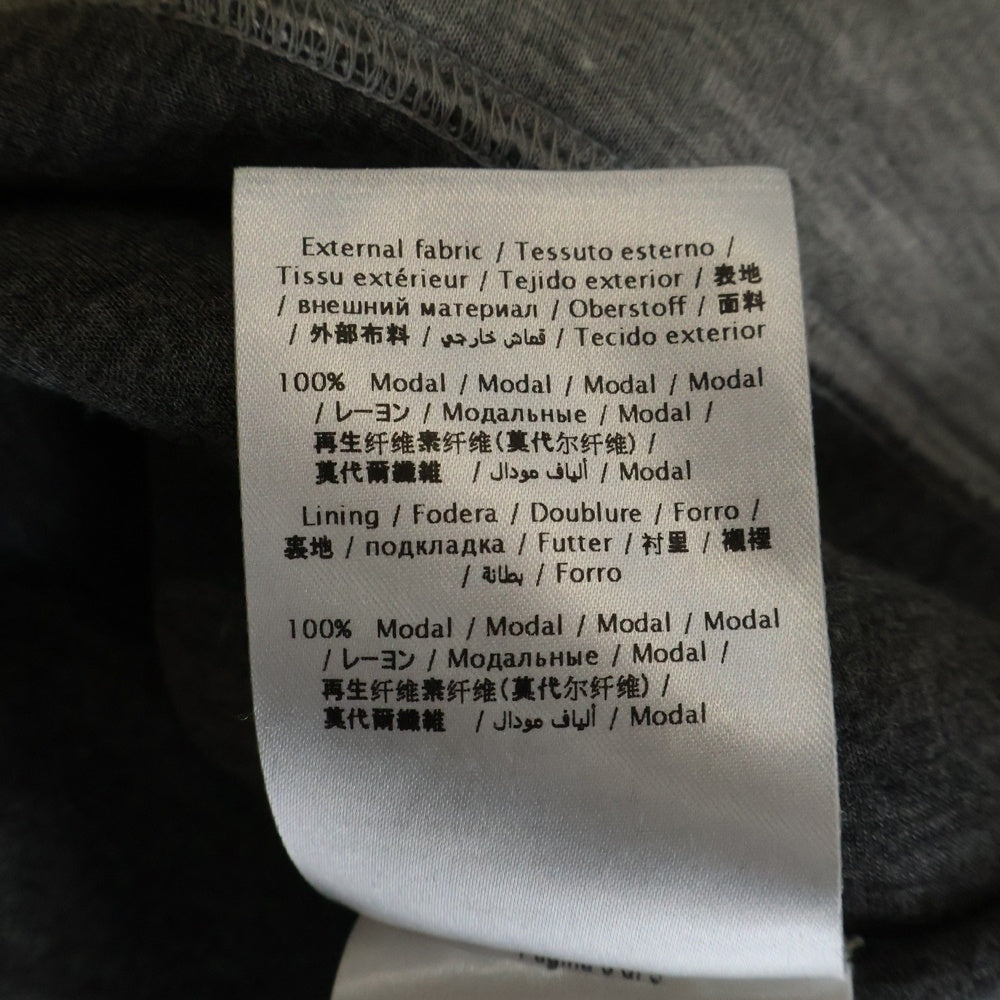 External fabric / Tessuto esterno /
Tissu extérieur / Tejido exterior / 表地
/ внешний материал / Oberstoff / 面料
/ 外部布料 / قماش خارجي / Tecido exterior
100% Modal / Modal / Modal / Modal
/ レーヨン / Модальные / Modal /
再生纤维素纤维(莫代尔纤维) /
莫代爾纖維 / ألياف مودال / Modal
Lining / Fodera / Doublure / Forro /
裏地 / подкладка / Futter / 衬里 / 襯裡
/ بطانة / Forro
100% Modal / Modal / Modal / Modal
/ レーヨン / Модальные / Modal /
再生纤维素纤维(莫代尔纤维) /
莫代爾纖維 / ألياف مودال / Modal